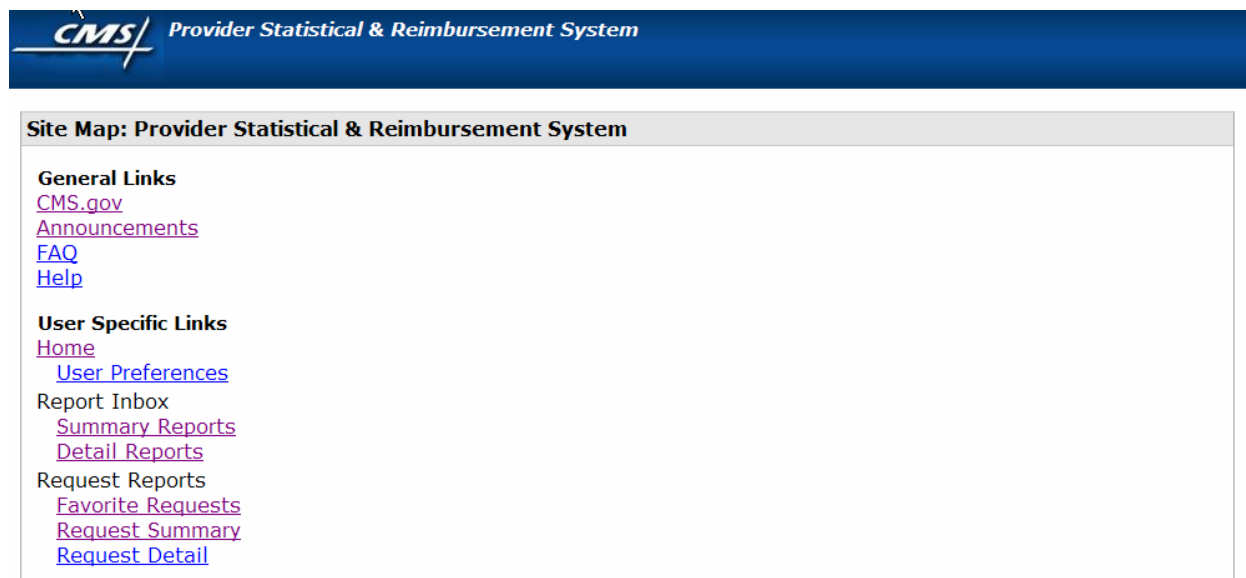 CMS Provider Statistical & Reimbursement System
Site Map: Provider Statistical & Reimbursement System
General Links
CMS.gov
Announcements
FAQ
Help
User Specific Links
Home
User Preferences
Report Inbox
Summary Reports
Detail Reports
Request Reports
Favorite Requests
Request Summary
Request Detail